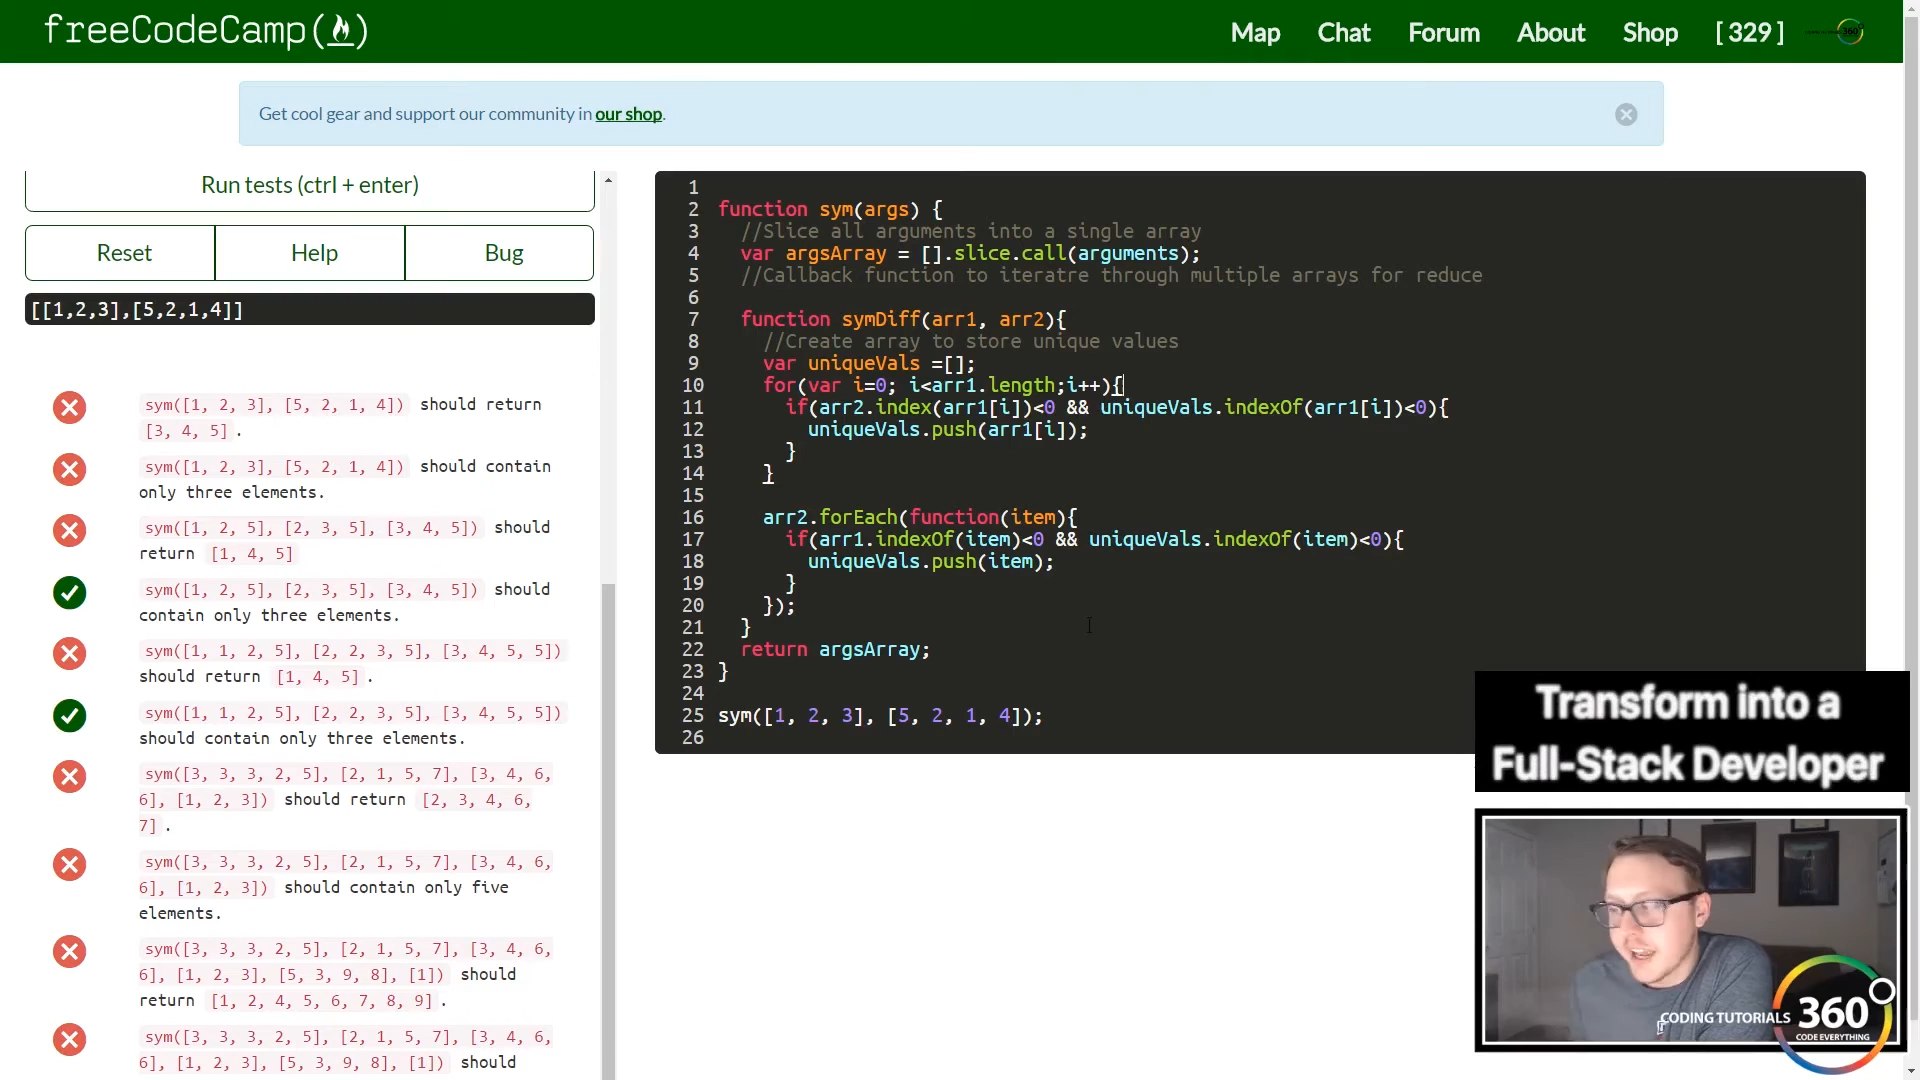 freeCodeCamp(🔥)
Map Chat Forum About Shop [ 329 ]
Get cool gear and support our community in our shop.
Run tests (ctrl + enter)
Reset Help Bug
[[1,2,3],[5,2,1,4]]
sym([1, 2, 3], [5, 2, 1, 4]) should return
[3, 4, 5] .
sym([1, 2, 3], [5, 2, 1, 4]) should contain
only three elements.
sym([1, 2, 5], [2, 3, 5], [3, 4, 5]) should
return [1, 4, 5]
sym([1, 2, 5], [2, 3, 5], [3, 4, 5]) should
contain only three elements.
sym([1, 1, 2, 5], [2, 2, 3, 5], [3, 4, 5, 5])
should return [1, 4, 5] .
sym([1, 1, 2, 5], [2, 2, 3, 5], [3, 4, 5, 5])
should contain only three elements.
sym([3, 3, 3, 2, 5], [2, 1, 5, 7], [3, 4, 6,
6], [1, 2, 3]) should return [2, 3, 4, 6,
7] .
sym([3, 3, 3, 2, 5], [2, 1, 5, 7], [3, 4, 6,
6], [1, 2, 3]) should contain only five
elements.
sym([3, 3, 3, 2, 5], [2, 1, 5, 7], [3, 4, 6,
6], [1, 2, 3], [5, 3, 9, 8], [1]) should
return [1, 2, 4, 5, 6, 7, 8, 9] .
sym([3, 3, 3, 2, 5], [2, 1, 5, 7], [3, 4, 6,
6], [1, 2, 3], [5, 3, 9, 8], [1]) should
1
2 function sym(args) {
3 //Slice all arguments into a single array
4 var argsArray = [].slice.call(arguments);
5 //Callback function to iteratre through multiple arrays for reduce
6
7 function symDiff(arr1, arr2){
8 //Create array to store unique values
9 var uniqueVals =[];
10 for(var i=0; i<arr1.length;i++){
11 if(arr2.index(arr1[i])<0 && uniqueVals.indexOf(arr1[i])<0){
12 uniqueVals.push(arr1[i]);
13 }
14 }
15
16 arr2.forEach(function(item){
17 if(arr1.indexOf(item)<0 && uniqueVals.indexOf(item)<0){
18 uniqueVals.push(item);
19 }
20 });
21 }
22 return argsArray;
23 }
24
25 sym([1, 2, 3], [5, 2, 1, 4]);
26
Transform into a
Full-Stack Developer
CODING TUTORIALS 360
CODE EVERYTHING